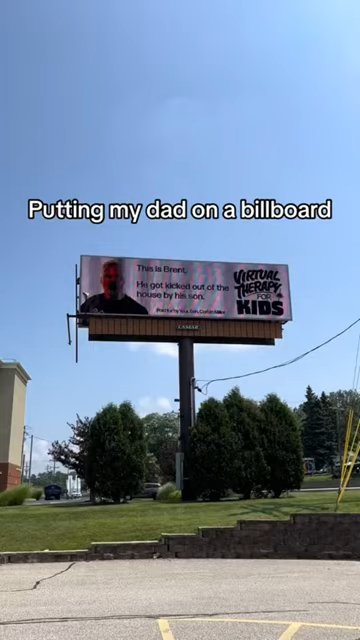 Putting my dad on a billboard
This is Brent.
He got kicked out of the
house by his son.
VIRTUAL
THERAPY
FOR
KIDS
LAMAR